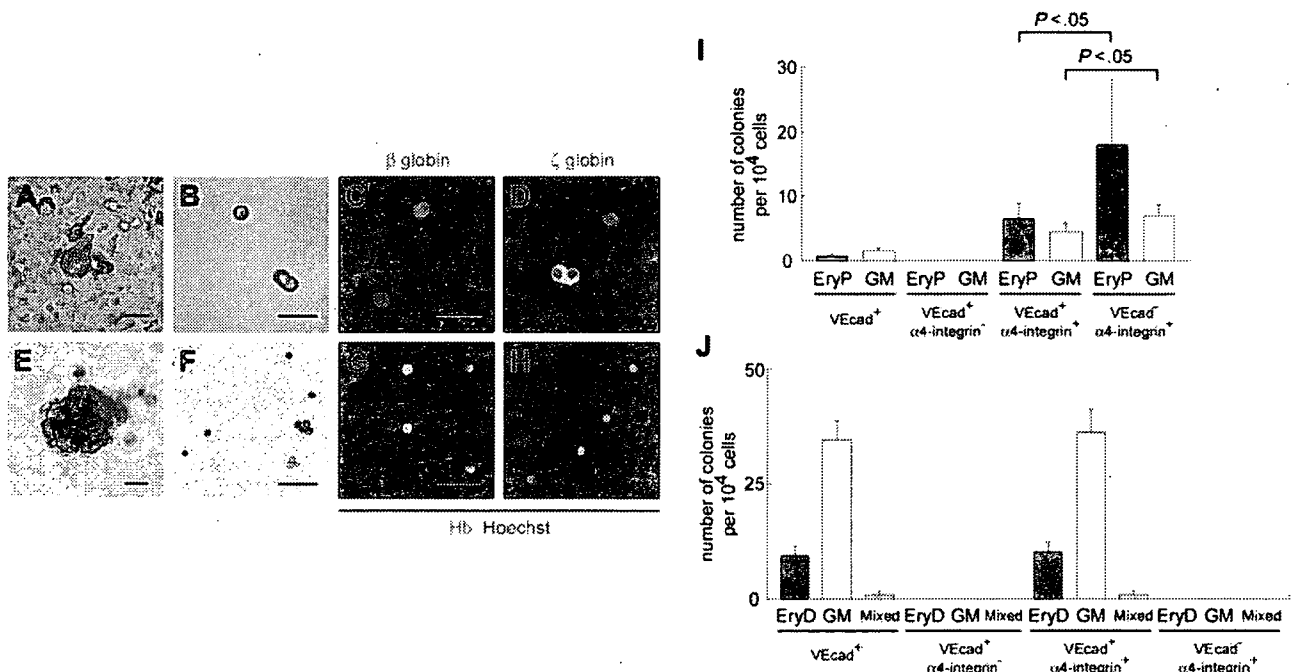 β globin
ζ globin
A
B
C
D
E
F
G
H
Hb Hoechst
I
P<.05
P<.05
number of colonies
per 10⁴ cells
30
20
10
0
EryP GM EryP GM EryP GM EryP GM
VEcad⁺
VEcad⁺
α4-integrin⁻
VEcad⁺
α4-integrin⁺
VEcad⁻
α4-integrin⁺
J
number of colonies
per 10⁴ cells
50
25
0
EryD GM Mixed EryD GM Mixed EryD GM Mixed EryD GM Mixed
VEcad⁺
VEcad⁺
α4-integrin⁻
VEcad⁺
α4-integrin⁺
VEcad⁻
α4-integrin⁺